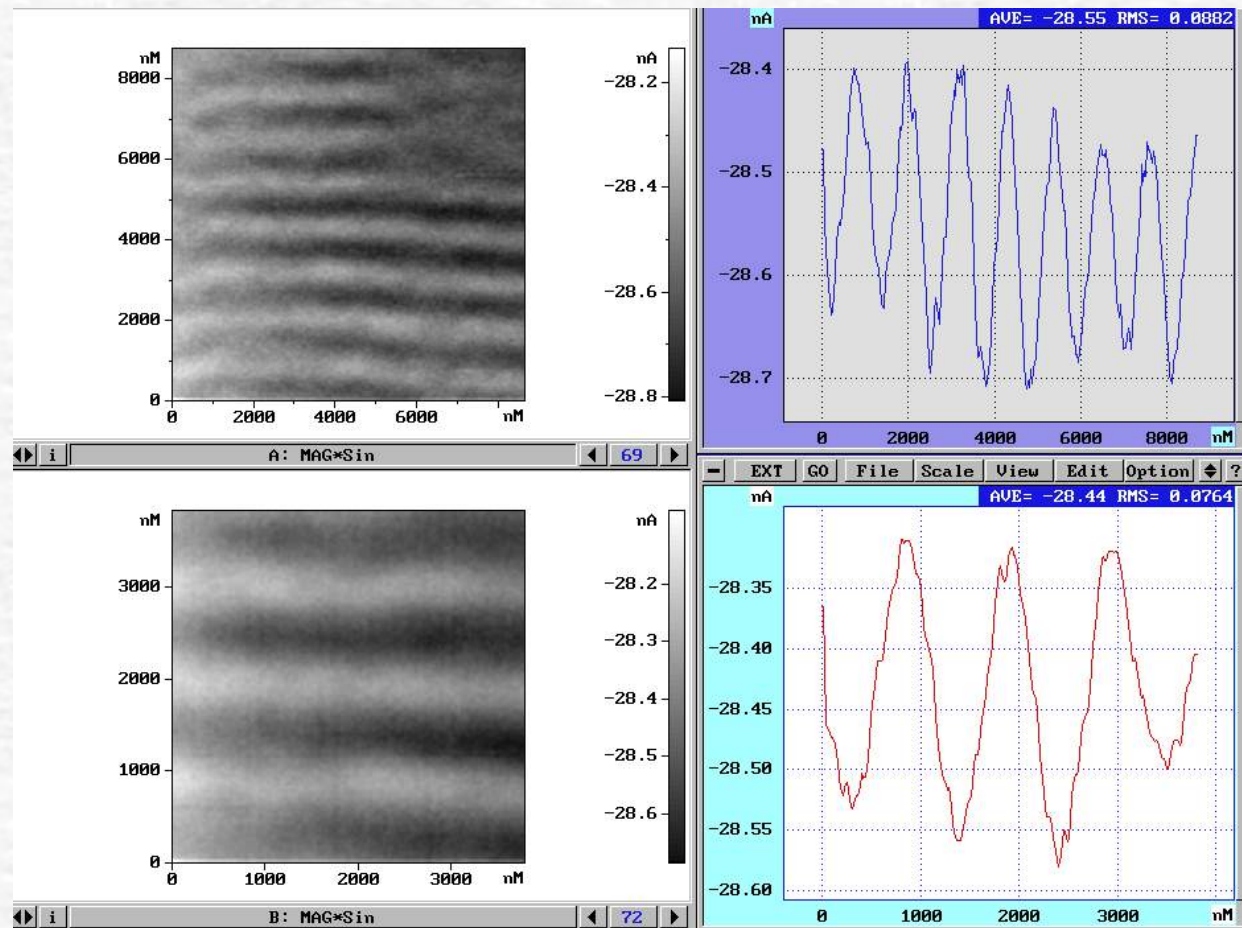 nM
8000
6000
4000
2000
0
0 2000 4000 6000 nM
nA
-28.2
-28.4
-28.6
-28.8
i A: MAG*Sin 69
nA AVE= -28.55 RMS= 0.0882
-28.4
-28.5
-28.6
-28.7
0 2000 4000 6000 8000 nM
- EXT GO File Scale View Edit Option ?
nM
3000
2000
1000
0
0 1000 2000 3000 nM
nA
-28.2
-28.3
-28.4
-28.5
-28.6
i B: MAG*Sin 72
nA AVE= -28.44 RMS= 0.0764
-28.35
-28.40
-28.45
-28.50
-28.55
-28.60
0 1000 2000 3000 nM